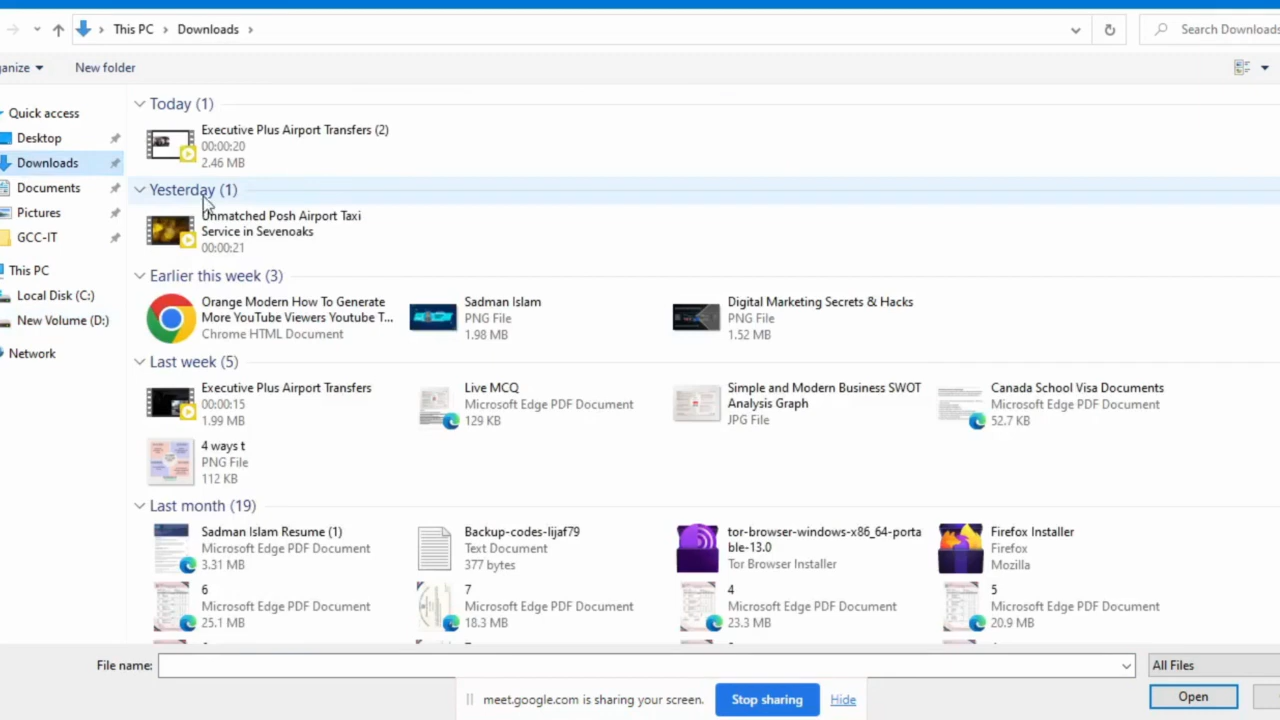 This PC
Downloads
Search Downloads
anize
New folder
Quick access
Desktop
Downloads
Documents
Pictures
GCC-IT
This PC
Local Disk (C:)
New Volume (D:)
Network
Today (1)
Executive Plus Airport Transfers (2)
00:00:20
2.46 MB
Yesterday (1)
Unmatched Posh Airport Taxi
Service in Sevenoaks
00:00:21
Earlier this week (3)
Orange Modern How To Generate
More YouTube Viewers Youtube T...
Chrome HTML Document
Sadman Islam
PNG File
1.98 MB
Digital Marketing Secrets & Hacks
PNG File
1.52 MB
Last week (5)
Executive Plus Airport Transfers
00:00:15
1.99 MB
Live MCQ
Microsoft Edge PDF Document
129 KB
Simple and Modern Business SWOT
Analysis Graph
JPG File
Canada School Visa Documents
Microsoft Edge PDF Document
52.7 KB
4 ways t
PNG File
112 KB
Last month (19)
Sadman Islam Resume (1)
Microsoft Edge PDF Document
3.31 MB
Backup-codes-lijaf79
Text Document
377 bytes
tor-browser-windows-x86_64-porta
ble-13.0
Tor Browser Installer
Firefox Installer
Firefox
Mozilla
6
Microsoft Edge PDF Document
25.1 MB
7
Microsoft Edge PDF Document
18.3 MB
4
Microsoft Edge PDF Document
23.3 MB
5
Microsoft Edge PDF Document
20.9 MB
File name:
All Files
meet.google.com is sharing your screen.
Stop sharing
Hide
Open